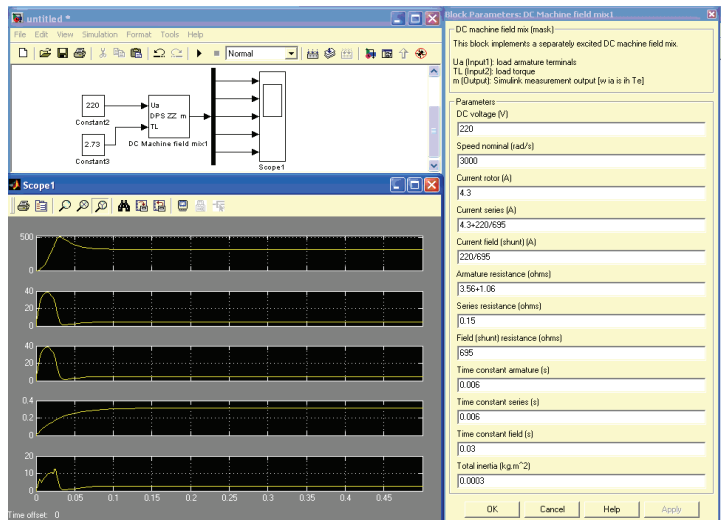 untitled *
File Edit View Simulation Format Tools Help
Normal
220
Constant2
2.73
Constant3
Ua
DPS ZZ m
TL
DC Machine field mix1
Scope1
Scope1
500
0
40
20
0
40
20
0
0.4
0.2
0
20
10
0
0 0.05 0.1 0.15 0.2 0.25 0.3 0.35 0.4 0.45
Time offset: 0
Block Parameters: DC Machine field mix1
DC machine field mix (mask)
This block implements a separately excited DC machine field mix.
Ua (Input1): load armature terminals
TL (Input2): load torque
m (Output): Simulink measurement output [w ia is ih Te]
Parameters
DC voltage (V)
220
Speed nominal (rad/s)
3000
Current rotor (A)
4.3
Current series (A)
4.3+220/695
Current field (shunt) (A)
220/695
Armature resistance (ohms)
3.56+1.06
Series resistance (ohms)
0.15
Field (shunt) resistance (ohms)
695
Time constant armature (s)
0.006
Time constant series (s)
0.006
Time constant field (s)
0.03
Total inertia (kg.m^2)
0.0003
OK Cancel Help Apply